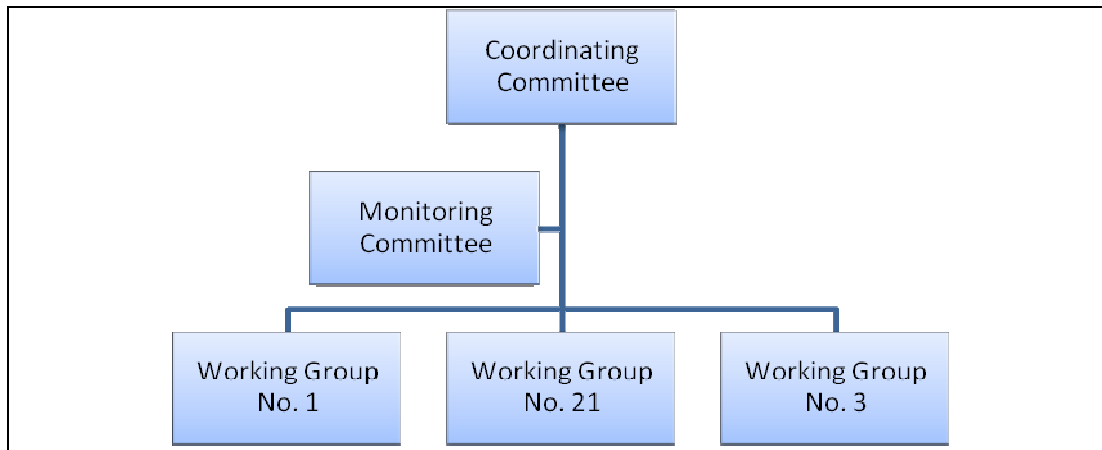 Coordinating
Committee
Monitoring
Committee
Working Group
No. 1
Working Group
No. 21
Working Group
No. 3